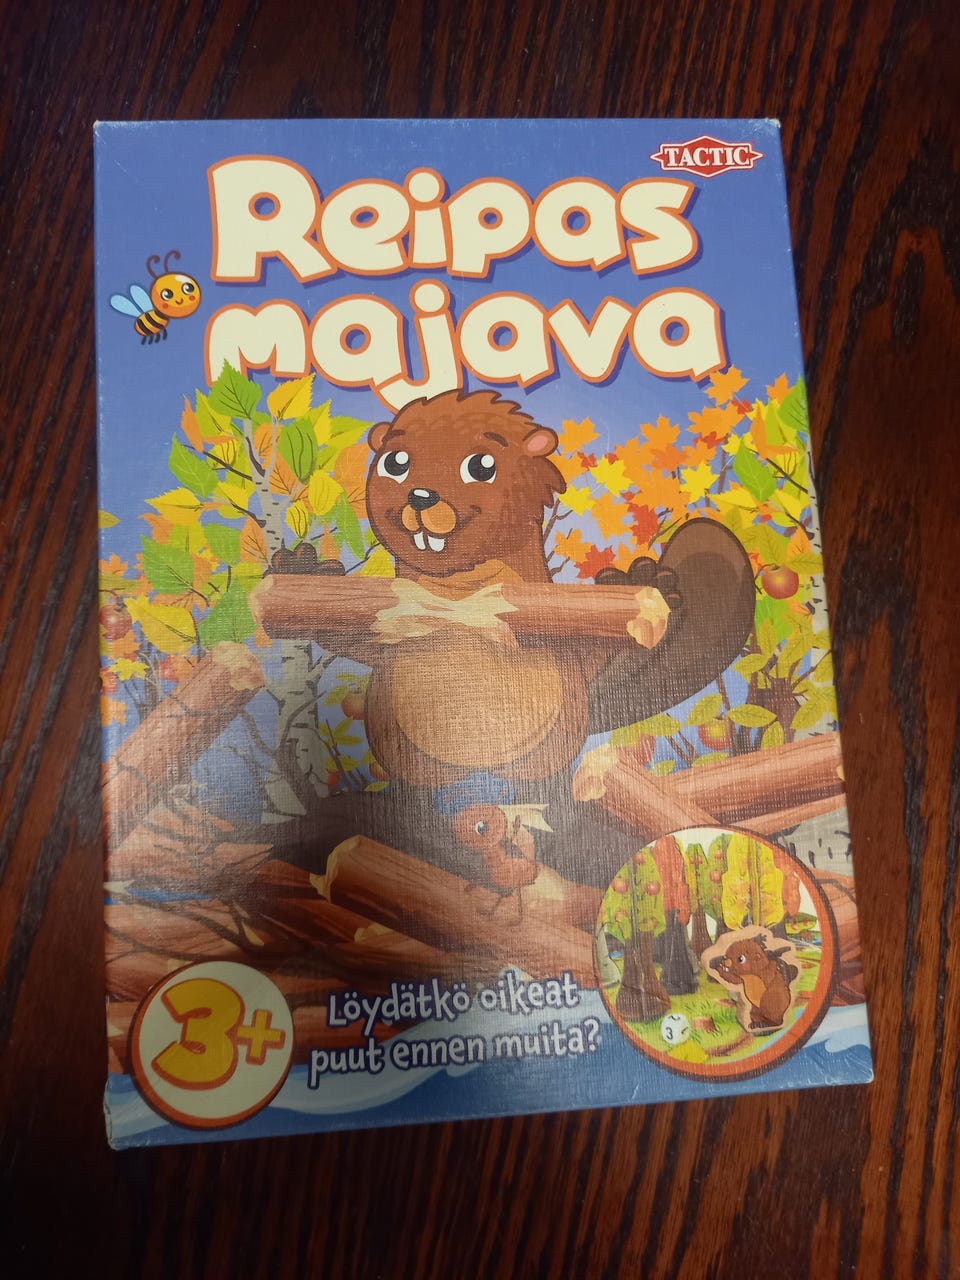 TACTIC
Reipas
majava
3+
Löydätkö oikeat
puut ennen muita?